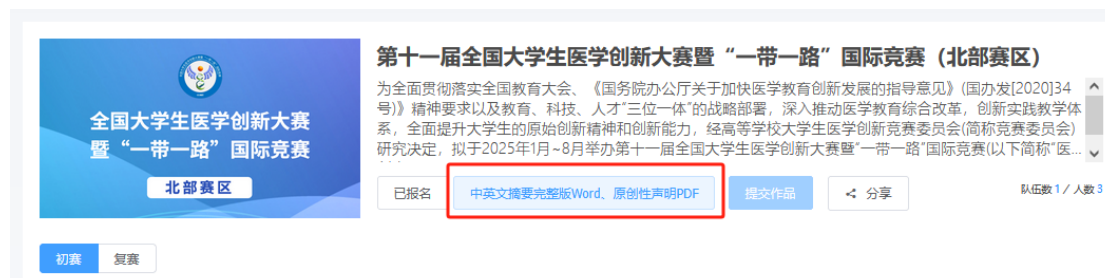 第十一届全国大学生医学创新大赛暨“一带一路”国际竞赛（北部赛区）
为全面贯彻落实全国教育大会、《国务院办公厅关于加快医学教育创新发展的指导意见》(国办发[2020]34
号)》精神要求以及教育、科技、人才“三位一体”的战略部署，深入推动医学教育综合改革，创新实践教学体
系，全面提升大学生的原始创新精神和创新能力，经高等学校大学生医学创新竞赛委员会(简称竞赛委员会)
研究决定，拟于2025年1月~8月举办第十一届全国大学生医学创新大赛暨“一带一路”国际竞赛(以下简称“医...
全国大学生医学创新大赛
暨“一带一路”国际竞赛
北部赛区
已报名
中英文摘要完整版Word、原创性声明PDF
提交作品
分享
队伍数 1 / 人数 3
初赛
复赛